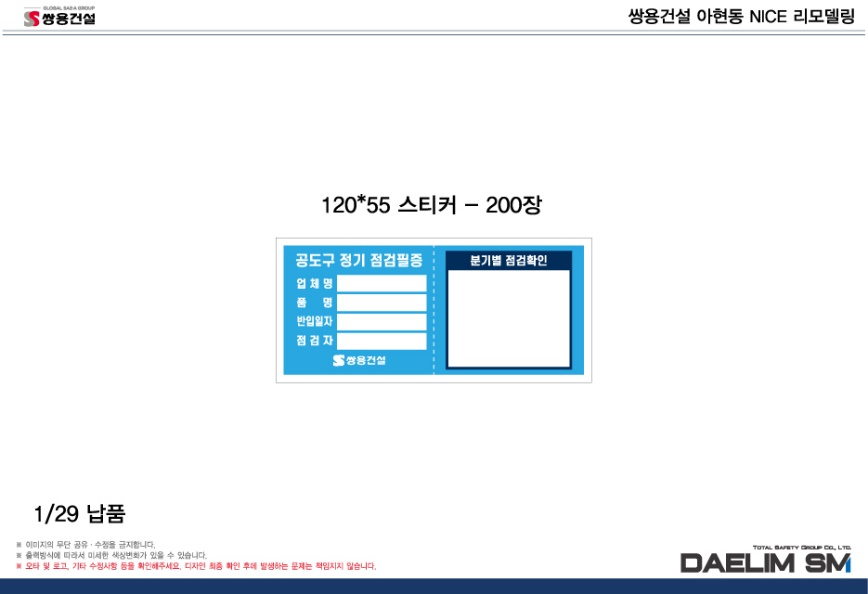 GLOBAL SAEA GROUP
쌍용건설
쌍용건설 아현동 NICE 리모델링
120*55 스티커 - 200장
공도구 정기 점검필증
업 체 명
품 명
반입일자
점 검 자
쌍용건설
분기별 점검확인
1/29 납품
※ 이미지의 무단 공유 · 수정을 금지합니다.
※ 출력방식에 따라서 미세한 색상변화가 있을 수 있습니다.
※ 오타 및 로고, 기타 수정사항 등을 확인해주세요. 디자인 최종 확인 후에 발생하는 문제는 책임지지 않습니다.
TOTAL SAFETY GROUP CO., LTD.
DAELIM SM